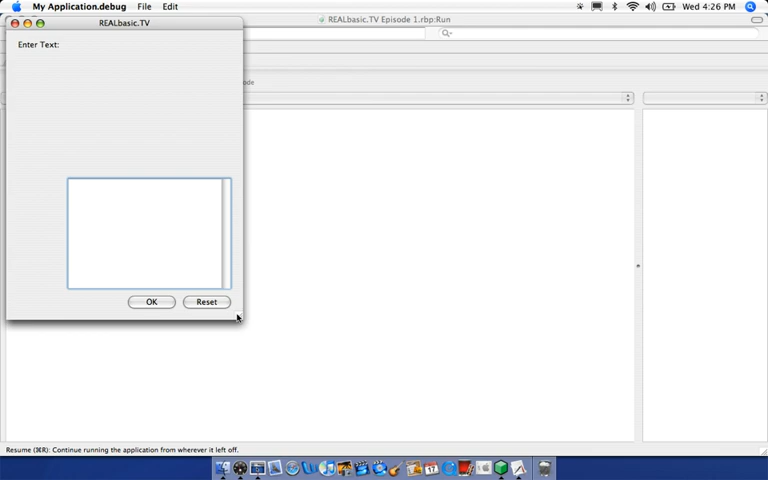 My Application.debug File Edit Wed 4:26 PM
REALbasic.TV REALbasic.TV Episode 1.rbp:Run
Enter Text:
ode
OK Reset
Resume (⌘R): Continue running the application from wherever it left off.
17